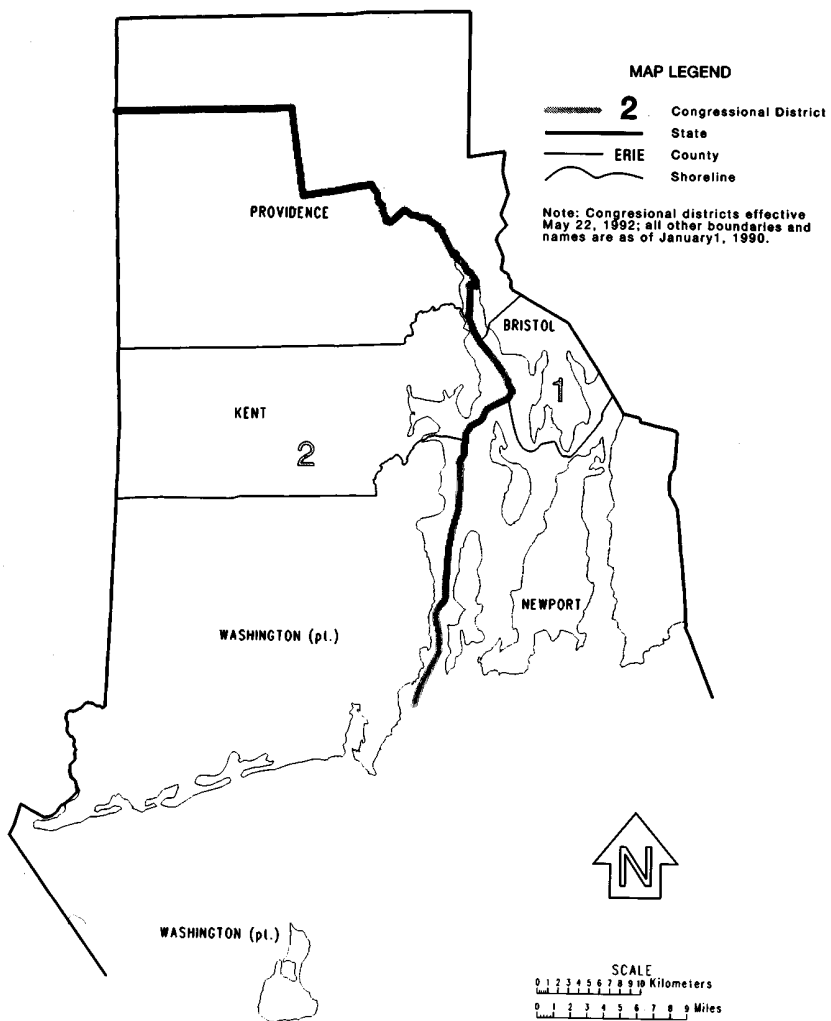 MAP LEGEND
2 Congressional District
State
ERIE County
Shoreline
Note: Congresional districts effective
May 22, 1992; all other boundaries and
names are as of January1, 1990.
PROVIDENCE
BRISTOL
1
KENT
2
NEWPORT
WASHINGTON (pt.)
N
WASHINGTON (pt.)
SCALE
0 1 2 3 4 5 6 7 8 9 10 Kilometers
0 1 2 3 4 5 6 7 8 9 Miles